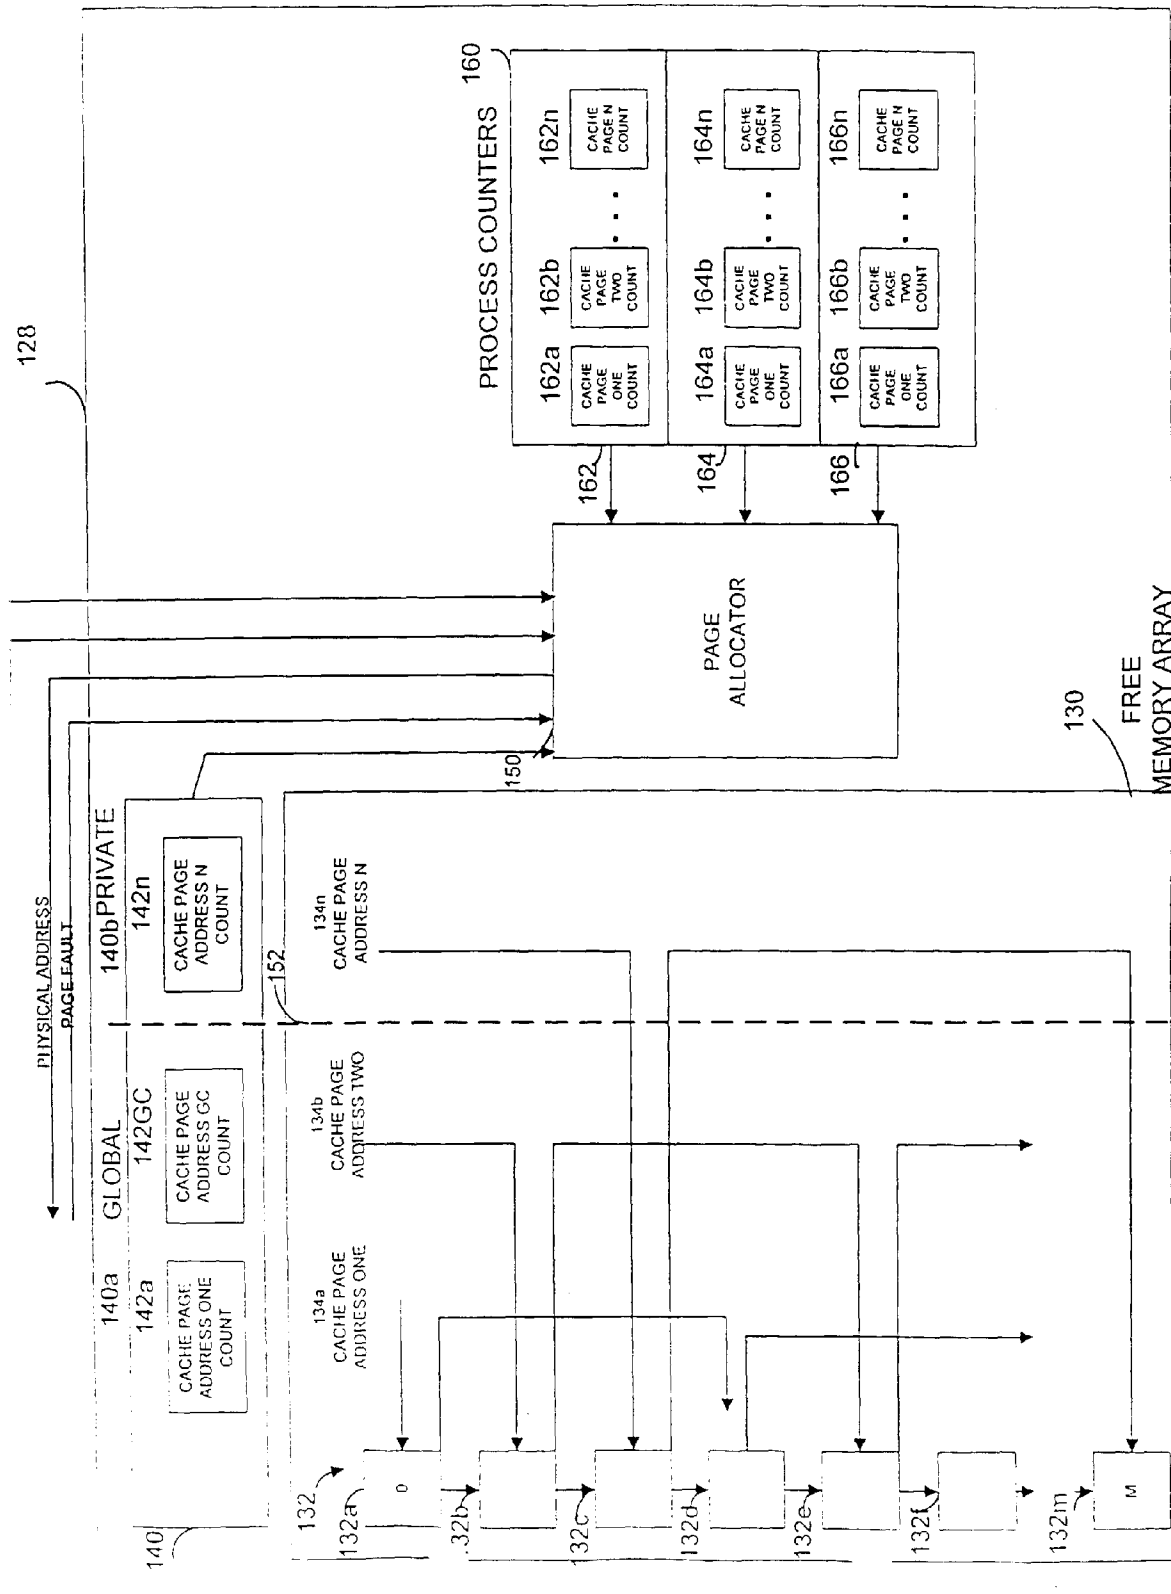 128
PHYSICAL ADDRESS
PAGE FAULT
140a
GLOBAL
140b PRIVATE
142a
142GC
142n
CACHE PAGE
ADDRESS ONE
COUNT
CACHE PAGE
ADDRESS GC
COUNT
CACHE PAGE
ADDRESS N
COUNT
140
152
150
PAGE
ALLOCATOR
PROCESS COUNTERS
160
162a
162b
162n
CACHE
PAGE
ONE
COUNT
CACHE
PAGE
TWO
COUNT
. . .
CACHE
PAGE N
COUNT
162
164a
164b
164n
CACHE
PAGE
ONE
COUNT
CACHE
PAGE
TWO
COUNT
. . .
CACHE
PAGE N
COUNT
164
166a
166b
166n
CACHE
PAGE
ONE
COUNT
CACHE
PAGE
TWO
COUNT
. . .
CACHE
PAGE N
COUNT
166
132
134a
CACHE PAGE
ADDRESS ONE
134b
CACHE PAGE
ADDRESS TWO
134n
CACHE PAGE
ADDRESS N
132a
0
132b
132c
132d
132e
132f
132m
M
130
FREE
MEMORY ARRAY